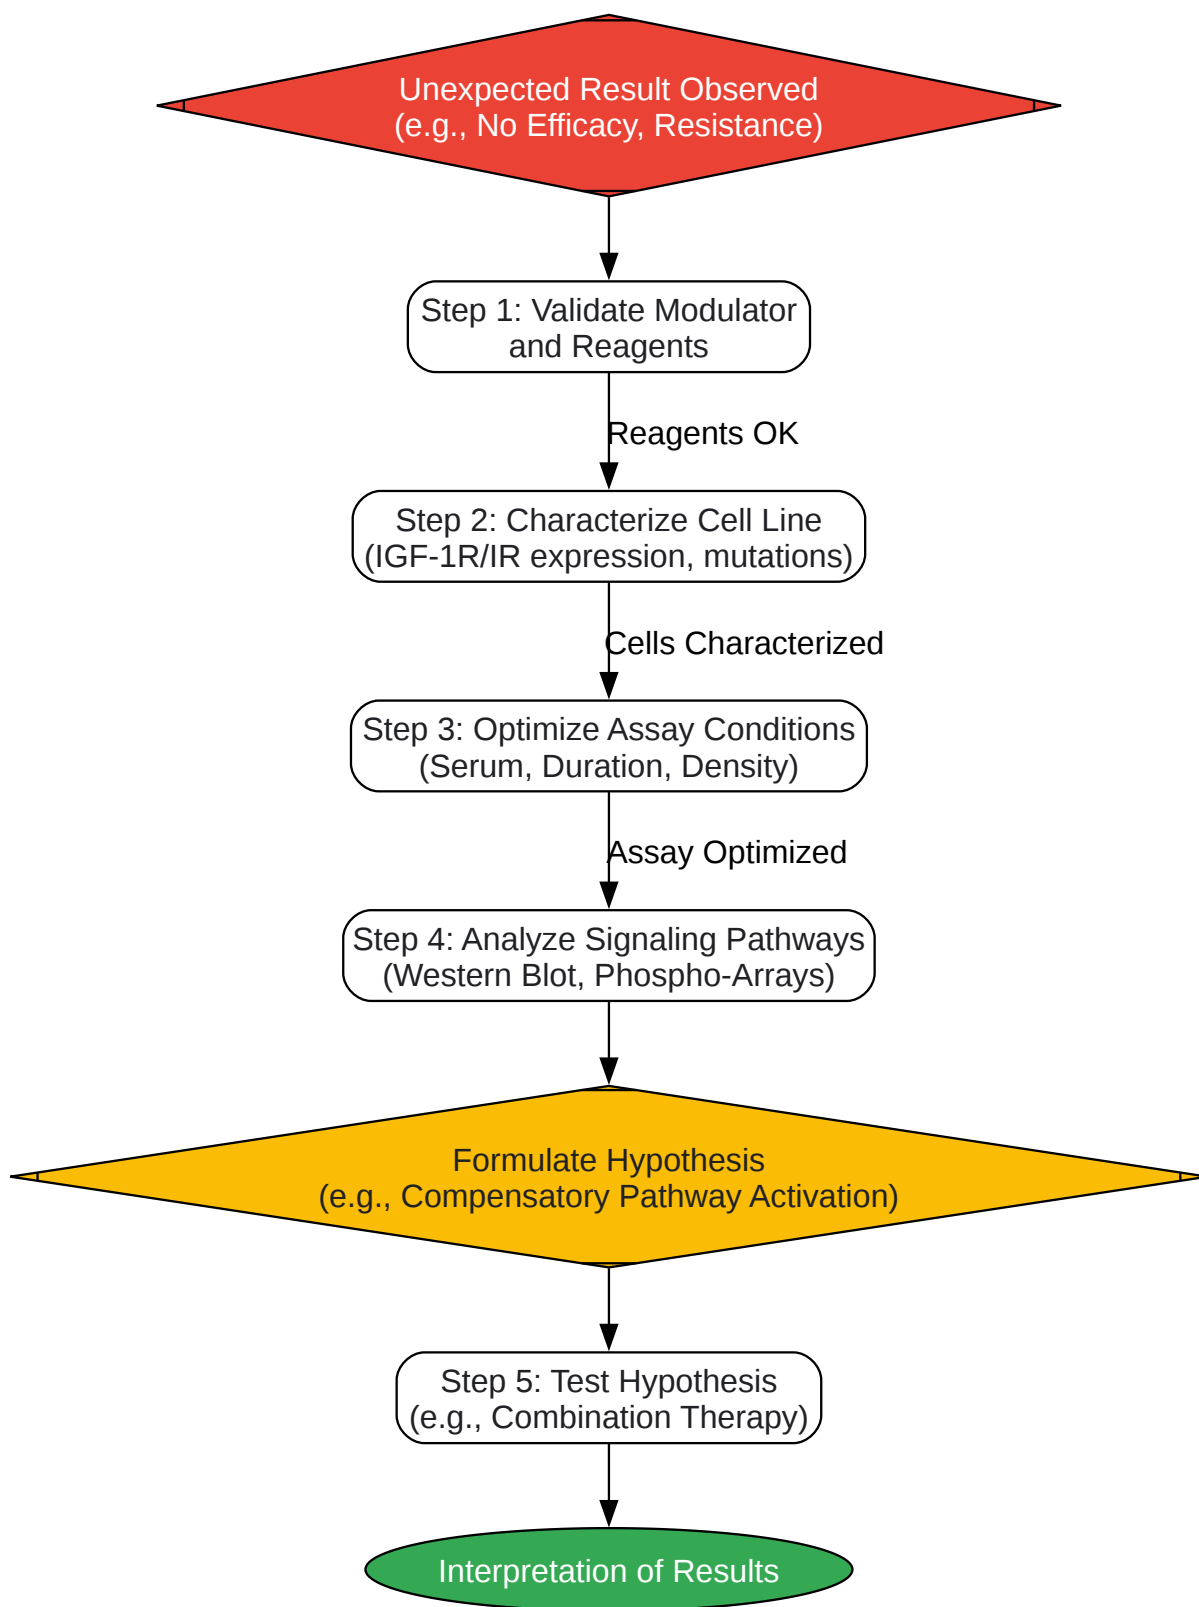 Unexpected Result Observed
(e.g., No Efficacy, Resistance)
Step 1: Validate Modulator
and Reagents
Reagents OK
Step 2: Characterize Cell Line
(IGF-1R/IR expression, mutations)
Cells Characterized
Step 3: Optimize Assay Conditions
(Serum, Duration, Density)
Assay Optimized
Step 4: Analyze Signaling Pathways
(Western Blot, Phospho-Arrays)
Formulate Hypothesis
(e.g., Compensatory Pathway Activation)
Step 5: Test Hypothesis
(e.g., Combination Therapy)
Interpretation of Results